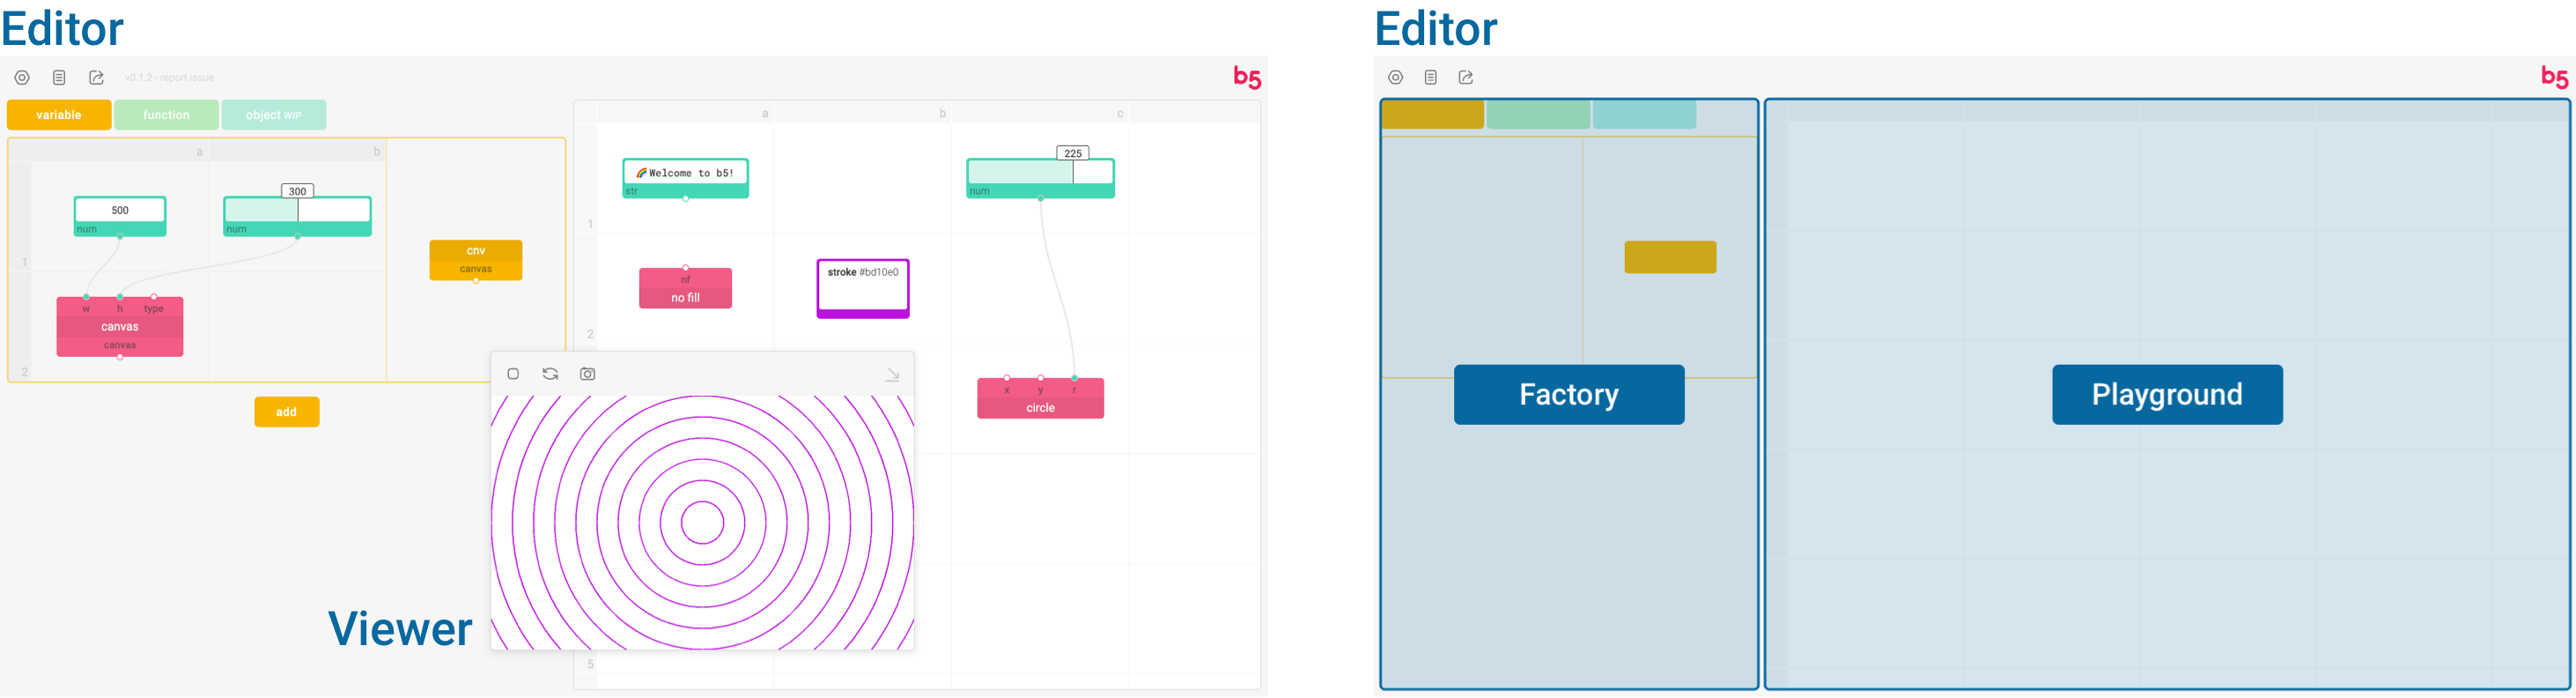 Editor
v0.1.2 - report issue
b5
variable
function
object WIP
a
b
1
2
500
num
300
num
w h type
canvas
canvas
cnv
canvas
add
a
b
c
1
2
5
🌈Welcome to b5!
str
225
num
nf
no fill
stroke #bd10e0
x y r
circle
Viewer
Editor
b5
Factory
Playground